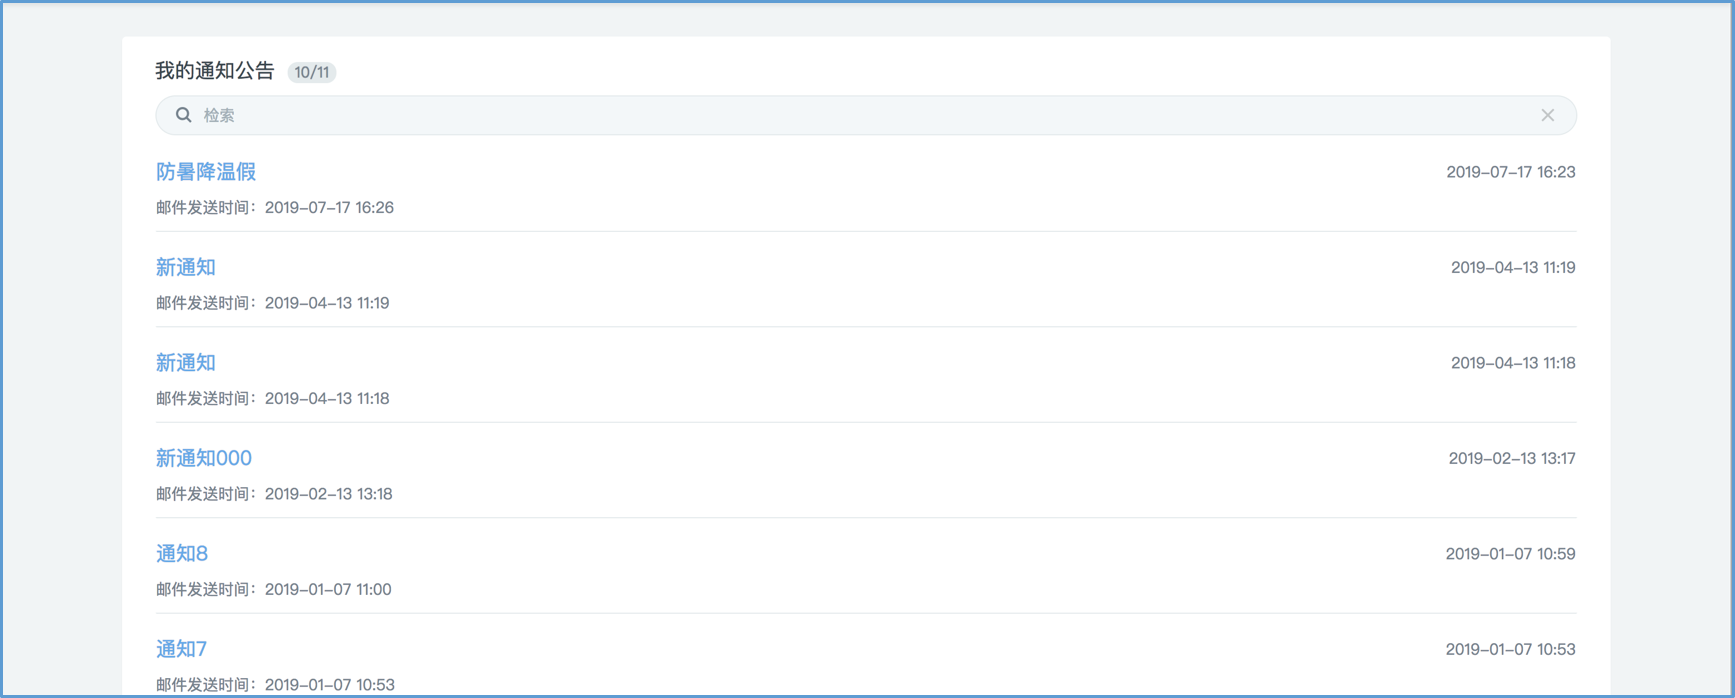 我的通知公告 10/11
检索
防暑降温假 2019-07-17 16:23
邮件发送时间：2019-07-17 16:26
新通知 2019-04-13 11:19
邮件发送时间：2019-04-13 11:19
新通知 2019-04-13 11:18
邮件发送时间：2019-04-13 11:18
新通知000 2019-02-13 13:17
邮件发送时间：2019-02-13 13:18
通知8 2019-01-07 10:59
邮件发送时间：2019-01-07 11:00
通知7 2019-01-07 10:53
邮件发送时间：2019-01-07 10:53